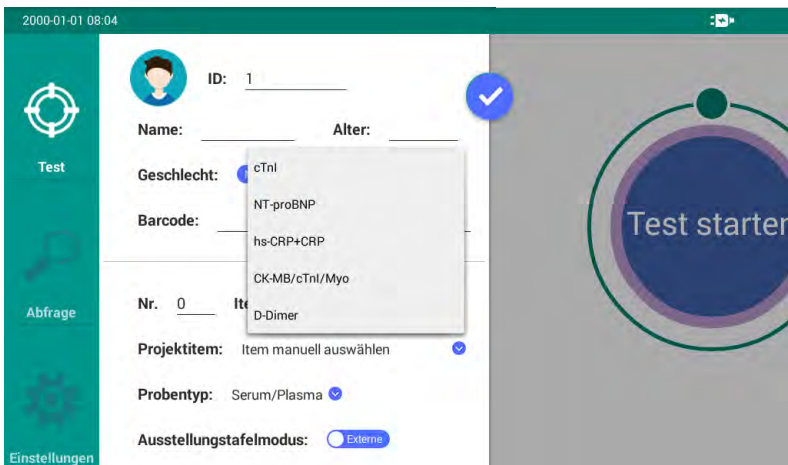 2000-01-01 08:04
ID: 1
Name:
Alter:
Test
Geschlecht:
cTnI
NT-proBNP
Barcode:
hs-CRP+CRP
Test starten
CK-MB/cTnI/Myo
Abfrage
Nr. 0
D-Dimer
Projektitem: Item manuell auswählen
Probentyp: Serum/Plasma
Ausstellungstafelmodus: Externe
Einstellungen